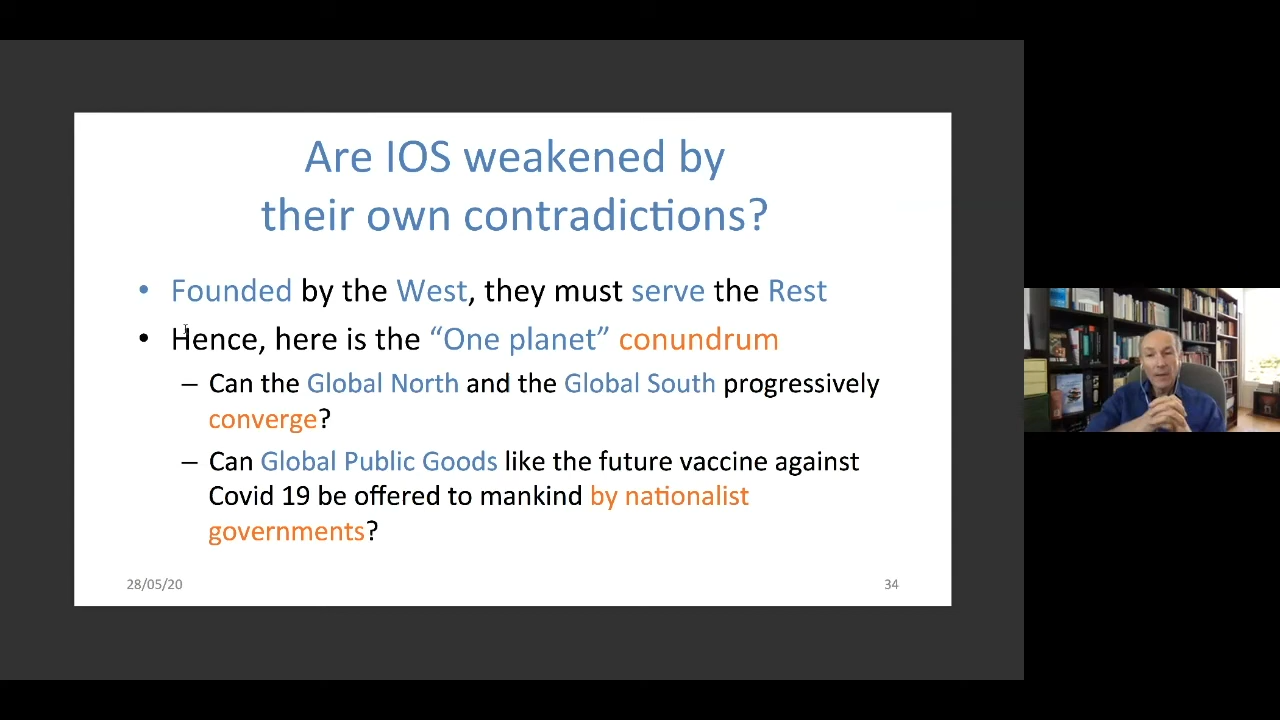 Are IOS weakened by
their own contradictions?
• Founded by the West, they must serve the Rest
• Hence, here is the “One planet” conundrum
– Can the Global North and the Global South progressively
converge?
– Can Global Public Goods like the future vaccine against
Covid 19 be offered to mankind by nationalist
governments?
28/05/20
34